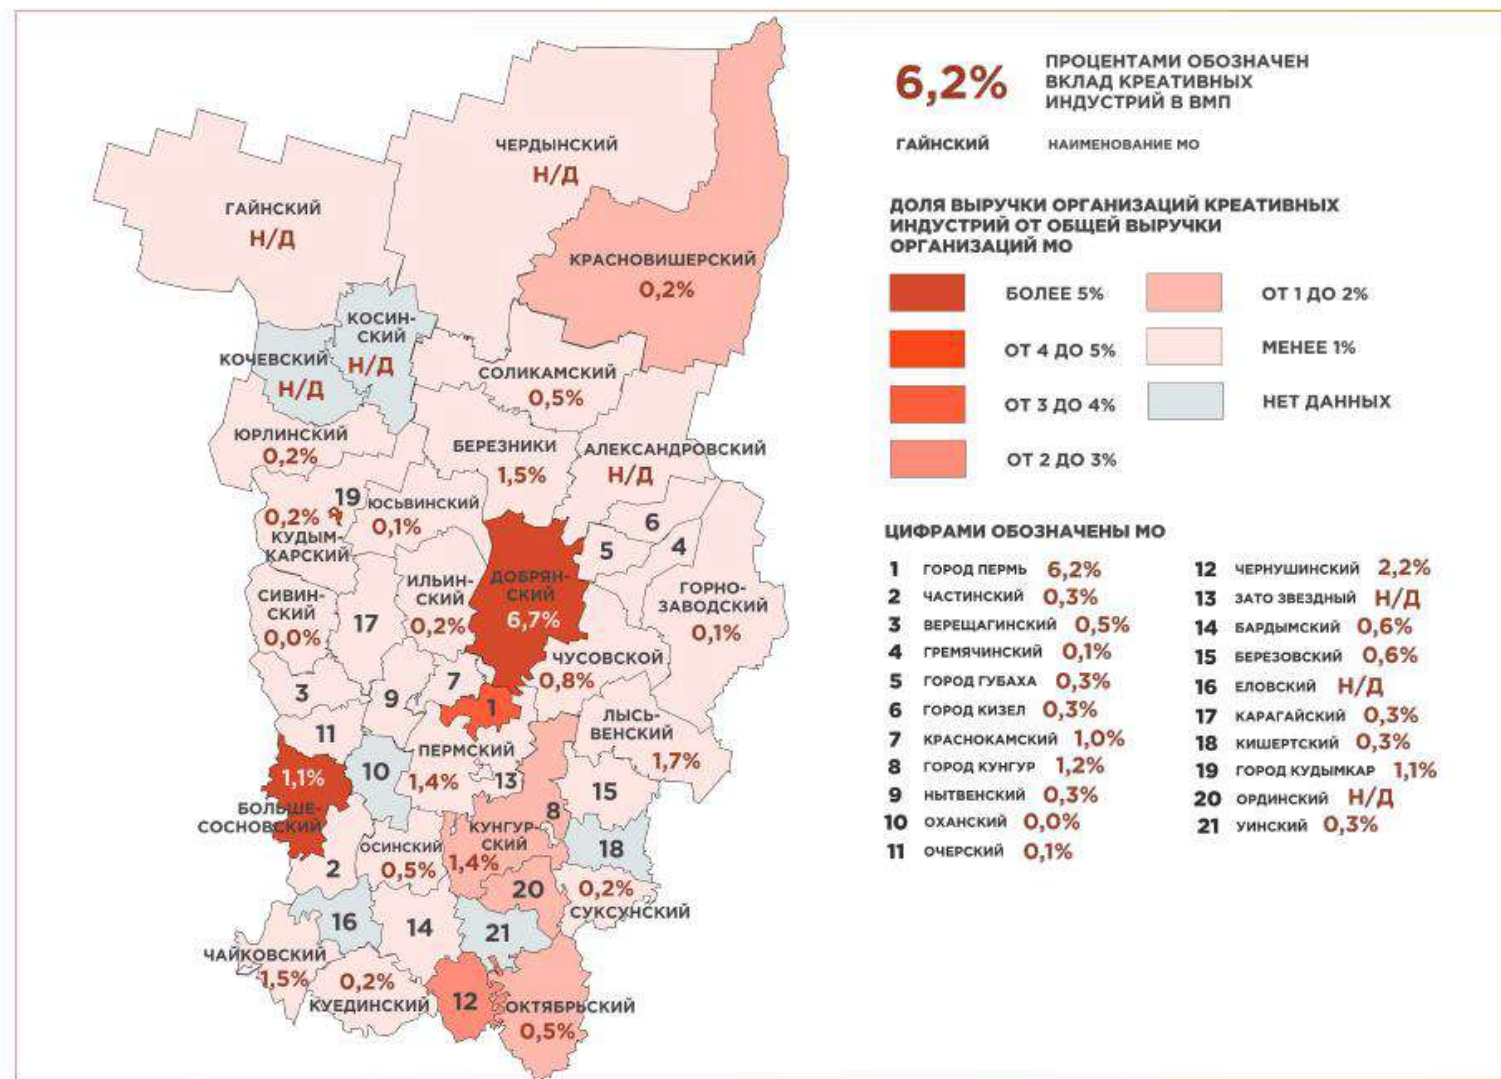 6,2%
ПРОЦЕНТАМИ ОБОЗНАЧЕН
ВКЛАД КРЕАТИВНЫХ
ИНДУСТРИЙ В ВМП
ГАЙНСКИЙ
НАИМЕНОВАНИЕ МО
ДОЛЯ ВЫРУЧКИ ОРГАНИЗАЦИЙ КРЕАТИВНЫХ
ИНДУСТРИЙ ОТ ОБЩЕЙ ВЫРУЧКИ
ОРГАНИЗАЦИЙ МО
БОЛЕЕ 5%
ОТ 4 ДО 5%
ОТ 3 ДО 4%
ОТ 2 ДО 3%
ОТ 1 ДО 2%
МЕНЕЕ 1%
НЕТ ДАННЫХ
ЧЕРДЫНСКИЙ
Н/Д
ГАЙНСКИЙ
Н/Д
КРАСНОВИШЕРСКИЙ
0,2%
КОСИН-
СКИЙ
Н/Д
КОЧЕВСКИЙ
Н/Д
СОЛИКАМСКИЙ
0,5%
ЮРЛИНСКИЙ
0,2%
БЕРЕЗНИКИ
1,5%
АЛЕКСАНДРОВСКИЙ
Н/Д
19
ЮСЬВИНСКИЙ
0,1%
0,2%
КУДЫМ-
КАРСКИЙ
6
5
4
ДОБРЯН-
СКИЙ
6,7%
ИЛЬИН-
СКИЙ
0,2%
ГОРНО-
ЗАВОДСКИЙ
0,1%
СИВИН-
СКИЙ
0,0%
17
ЧУСОВСКОЙ
0,8%
3
9
7
1
ЛЫСЬ-
ВЕНСКИЙ
1,7%
11
ПЕРМСКИЙ
1,4%
13
10
1,1%
БОЛЬШЕ-
СОСНОВСКИЙ
15
8
КУНГУР-
СКИЙ
1,4%
18
ОСИНСКИЙ
0,5%
2
20
0,2%
СУКСУНСКИЙ
16
14
21
ЧАЙКОВСКИЙ
1,5%
0,2%
КУЕДИНСКИЙ
12
ОКТЯБРЬСКИЙ
0,5%
ЦИФРАМИ ОБОЗНАЧЕНЫ МО
1 ГОРОД ПЕРМЬ 6,2%
2 ЧАСТИНСКИЙ 0,3%
3 ВЕРЕЩАГИНСКИЙ 0,5%
4 ГРЕМЯЧИНСКИЙ 0,1%
5 ГОРОД ГУБАХА 0,3%
6 ГОРОД КИЗЕЛ 0,3%
7 КРАСНОКАМСКИЙ 1,0%
8 ГОРОД КУНГУР 1,2%
9 НЫТВЕНСКИЙ 0,3%
10 ОХАНСКИЙ 0,0%
11 ОЧЕРСКИЙ 0,1%
12 ЧЕРНУШИНСКИЙ 2,2%
13 ЗАТО ЗВЕЗДНЫЙ Н/Д
14 БАРДЫМСКИЙ 0,6%
15 БЕРЕЗОВСКИЙ 0,6%
16 ЕЛОВСКИЙ Н/Д
17 КАРАГАЙСКИЙ 0,3%
18 КИШЕРТСКИЙ 0,3%
19 ГОРОД КУДЫМКАР 1,1%
20 ОРДИНСКИЙ Н/Д
21 УИНСКИЙ 0,3%